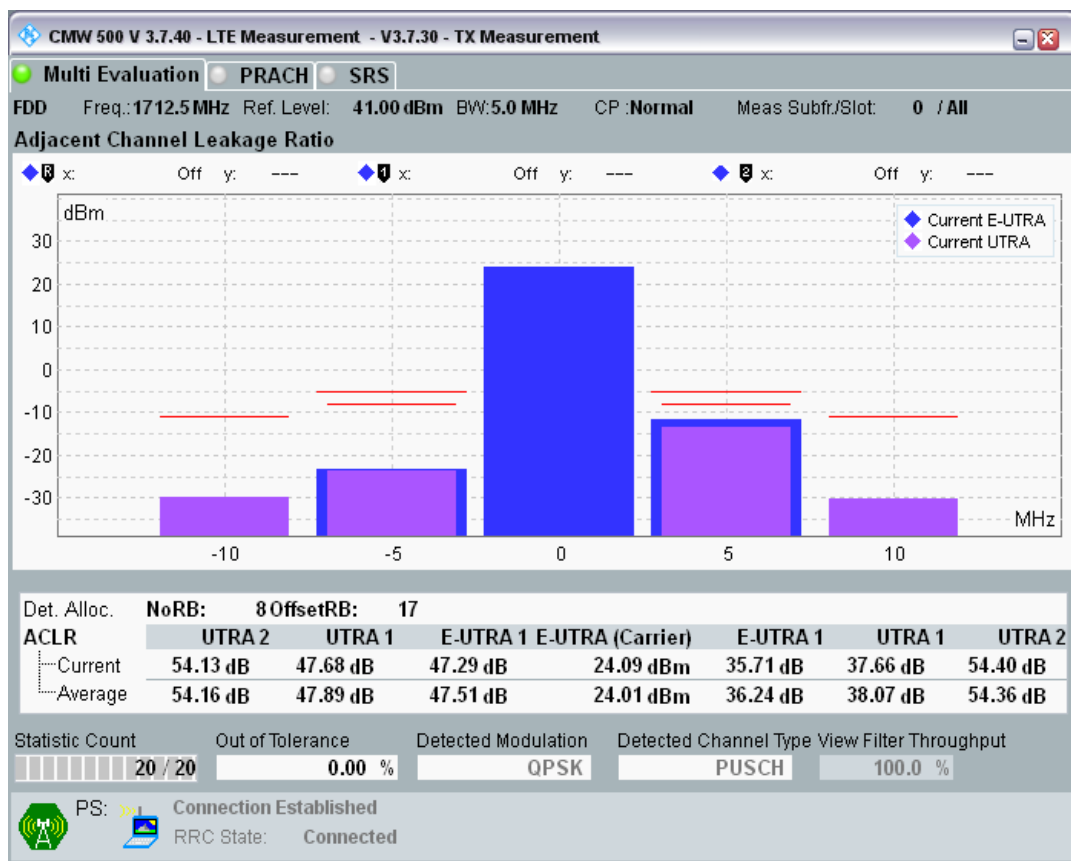 CMW 500 V 3.7.40 - LTE Measurement - V3.7.30 - TX Measurement
Multi Evaluation PRACH SRS
FDD Freq.:1712.5 MHz Ref. Level: 41.00 dBm BW:5.0 MHz CP :Normal Meas Subfr./Slot: 0 / All
Adjacent Channel Leakage Ratio
R x: Off y: --- 1 x: Off y: --- 2 x: Off y: ---
dBm
Current E-UTRA
Current UTRA
30
20
10
0
-10
-20
-30
MHz
-10 -5 0 5 10
Det. Alloc. NoRB: 8 OffsetRB: 17
ACLR UTRA 2 UTRA 1 E-UTRA 1 E-UTRA (Carrier) E-UTRA 1 UTRA 1 UTRA 2
Current 54.13 dB 47.68 dB 47.29 dB 24.09 dBm 35.71 dB 37.66 dB 54.40 dB
Average 54.16 dB 47.89 dB 47.51 dB 24.01 dBm 36.24 dB 38.07 dB 54.36 dB
Statistic Count Out of Tolerance Detected Modulation Detected Channel Type View Filter Throughput
20 / 20 0.00 % QPSK PUSCH 100.0 %
PS: Connection Established
RRC State: Connected